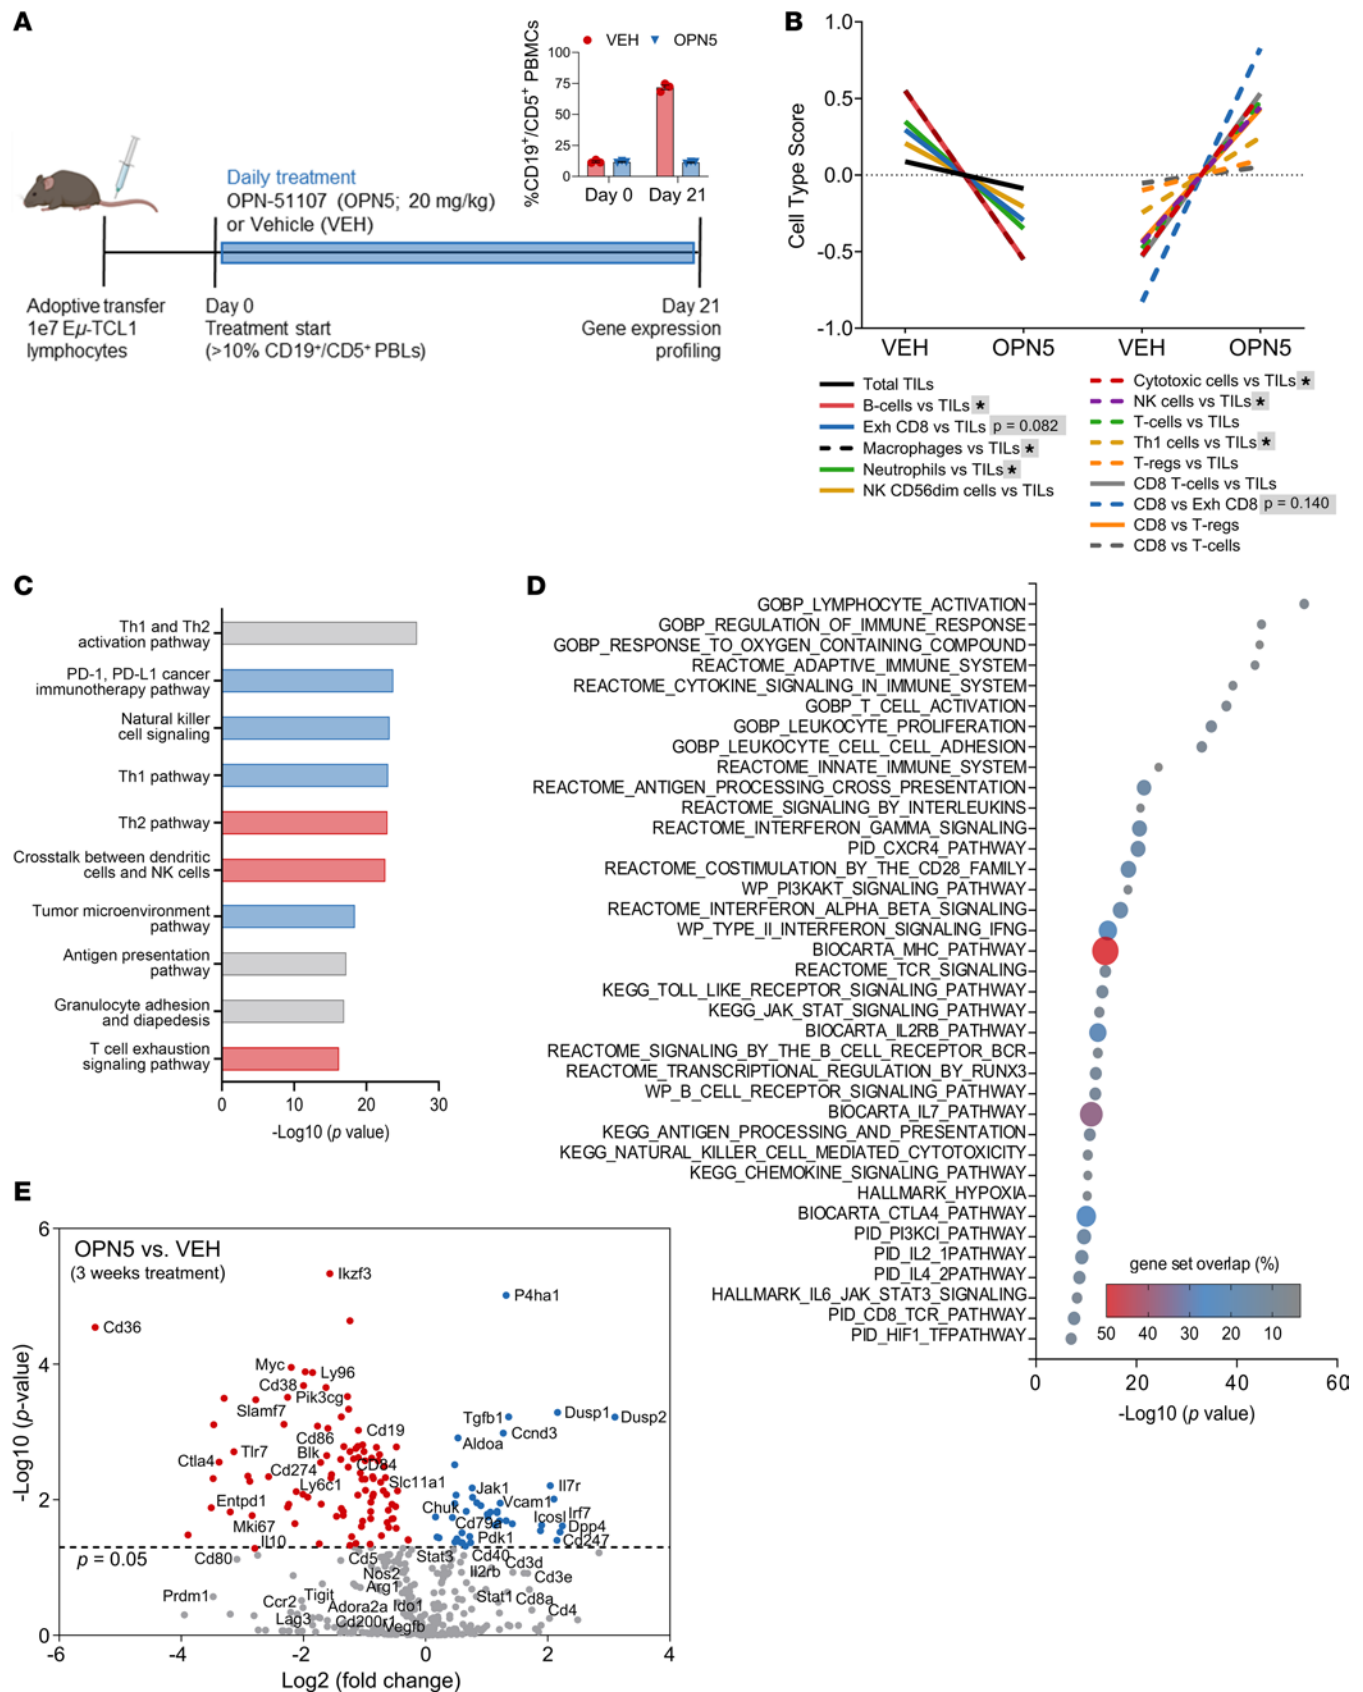 A
VEH OPN5
%CD19+/CD5+ PBMCs
100
75
50
25
0
Day 0 Day 21
Daily treatment
OPN-51107 (OPN5; 20 mg/kg)
or Vehicle (VEH)
Adoptive transfer
1e7 Eμ-TCL1
lymphocytes
Day 0
Treatment start
(>10% CD19+/CD5+ PBLs)
Day 21
Gene expression
profiling
B
Cell Type Score
1.0
0.5
0.0
-0.5
-1.0
VEH OPN5 VEH OPN5
Total TILs
B-cells vs TILs *
Exh CD8 vs TILs p = 0.082
Macrophages vs TILs *
Neutrophils vs TILs *
NK CD56dim cells vs TILs
Cytotoxic cells vs TILs *
NK cells vs TILs *
T-cells vs TILs
Th1 cells vs TILs *
T-regs vs TILs
CD8 T-cells vs TILs
CD8 vs Exh CD8 p = 0.140
CD8 vs T-regs
CD8 vs T-cells
C
Th1 and Th2
activation pathway
PD-1, PD-L1 cancer
immunotherapy pathway
Natural killer
cell signaling
Th1 pathway
Th2 pathway
Crosstalk between dendritic
cells and NK cells
Tumor microenvironment
pathway
Antigen presentation
pathway
Granulocyte adhesion
and diapedesis
T cell exhaustion
signaling pathway
0 10 20 30
-Log10 (p value)
D
GOBP_LYMPHOCYTE_ACTIVATION
GOBP_REGULATION_OF_IMMUNE_RESPONSE
GOBP_RESPONSE_TO_OXYGEN_CONTAINING_COMPOUND
REACTOME_ADAPTIVE_IMMUNE_SYSTEM
REACTOME_CYTOKINE_SIGNALING_IN_IMMUNE_SYSTEM
GOBP_T_CELL_ACTIVATION
GOBP_LEUKOCYTE_PROLIFERATION
GOBP_LEUKOCYTE_CELL_CELL_ADHESION
REACTOME_INNATE_IMMUNE_SYSTEM
REACTOME_ANTIGEN_PROCESSING_CROSS_PRESENTATION
REACTOME_SIGNALING_BY_INTERLEUKINS
REACTOME_INTERFERON_GAMMA_SIGNALING
PID_CXCR4_PATHWAY
REACTOME_COSTIMULATION_BY_THE_CD28_FAMILY
WP_PI3KAKT_SIGNALING_PATHWAY
REACTOME_INTERFERON_ALPHA_BETA_SIGNALING
WP_TYPE_II_INTERFERON_SIGNALING_IFNG
BIOCARTA_MHC_PATHWAY
REACTOME_TCR_SIGNALING
KEGG_TOLL_LIKE_RECEPTOR_SIGNALING_PATHWAY
KEGG_JAK_STAT_SIGNALING_PATHWAY
BIOCARTA_IL2RB_PATHWAY
REACTOME_SIGNALING_BY_THE_B_CELL_RECEPTOR_BCR
REACTOME_TRANSCRIPTIONAL_REGULATION_BY_RUNX3
WP_B_CELL_RECEPTOR_SIGNALING_PATHWAY
BIOCARTA_IL7_PATHWAY
KEGG_ANTIGEN_PROCESSING_AND_PRESENTATION
KEGG_NATURAL_KILLER_CELL_MEDIATED_CYTOTOXICITY
KEGG_CHEMOKINE_SIGNALING_PATHWAY
HALLMARK_HYPOXIA
BIOCARTA_CTLA4_PATHWAY
PID_PI3KCI_PATHWAY
PID_IL2_1PATHWAY
PID_IL4_2PATHWAY
HALLMARK_IL6_JAK_STAT3_SIGNALING
PID_CD8_TCR_PATHWAY
PID_HIF1_TFPATHWAY
gene set overlap (%)
50 40 30 20 10
0 20 40 60
-Log10 (p value)
E
OPN5 vs. VEH
(3 weeks treatment)
-Log10 (p-value)
6
4
2
0
Ikzf3
P4ha1
Cd36
Myc
Ly96
Cd38
Pik3cg
Slamf7
Tgfb1
Dusp1
Dusp2
Cd19
Ccnd3
Cd86
Aldoa
Blk
Tlr7
Ctla4
Cd274
CD84
Ly6c1
Slc11a1
Jak1
Il7r
Entpd1
Chuk
Vcam1
Mki67
Cd79a
Icosl
Irf7
Dpp4
Il10
Pdk1
Cd247
p = 0.05
Cd80
Cd5
Stat3
Cd40
Cd3d
Nos2
Il2rb
Cd3e
Arg1
Prdm1
Ccr2
Tigit
Stat1
Cd8a
Adora2a
Ido1
Cd4
Lag3
Cd200r1
Vegfb
-6 -4 -2 0 2 4
Log2 (fold change)